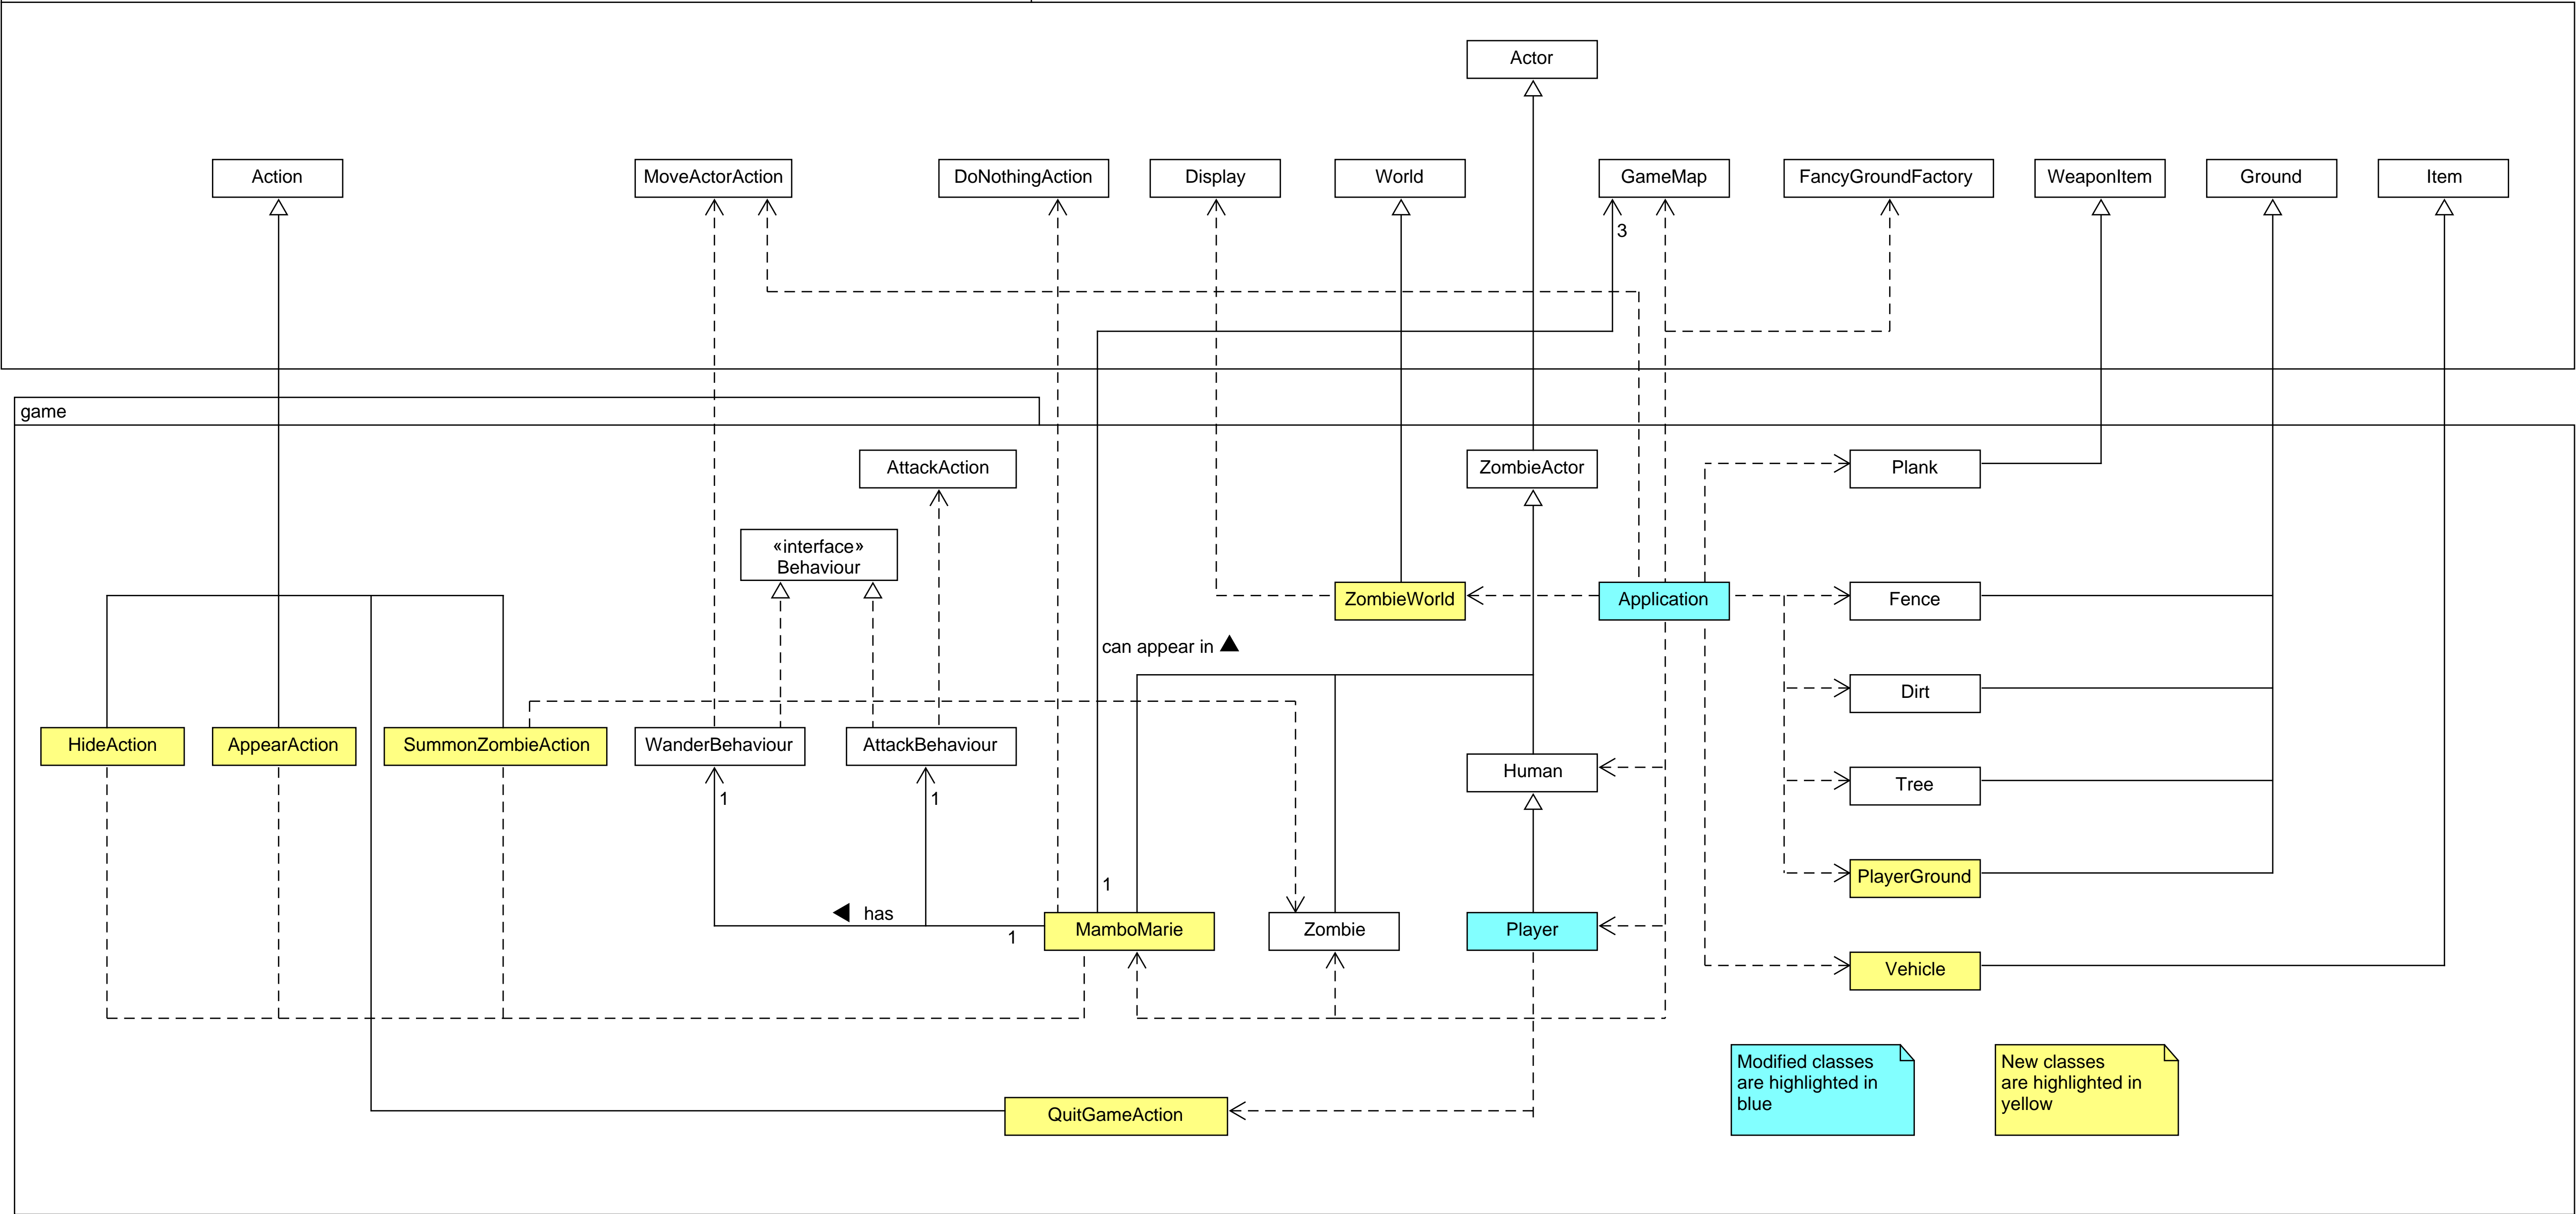 Actor
Action
MoveActorAction
DoNothingAction
Display
World
GameMap
FancyGroundFactory
WeaponItem
Ground
Item
3
game
AttackAction
ZombieActor
Plank
«interface»
Behaviour
ZombieWorld
Application
Fence
can appear in
Dirt
HideAction
AppearAction
SummonZombieAction
WanderBehaviour
AttackBehaviour
Human
Tree
1
1
1
PlayerGround
has
1
MamboMarie
Zombie
Player
Vehicle
Modified classes
are highlighted in
blue
New classes
are highlighted in
yellow
QuitGameAction